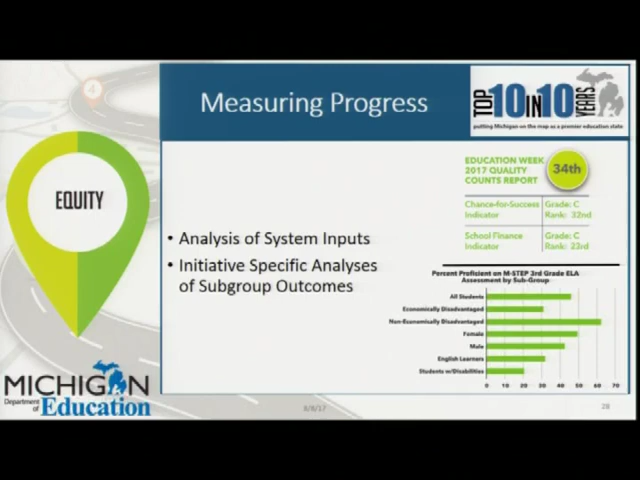 4
Measuring Progress
TOP 10 IN 10 YEARS
putting Michigan on the map as a premier education state
EQUITY
EDUCATION WEEK
2017 QUALITY
COUNTS REPORT
34th
Chance-for-Success
Indicator
Grade: C
Rank: 32nd
School Finance
Indicator
Grade: C
Rank: 23rd
• Analysis of System Inputs
• Initiative Specific Analyses
of Subgroup Outcomes
Percent Proficient on M-STEP 3rd Grade ELA
Assessment by Sub-Group
All Students
Economically Disadvantaged
Non-Economically Disadvantaged
Female
Male
English Learners
Students w/Disabilities
0 10 20 30 40 50 60 70
MICHIGAN
Department
of Education
8/8/17
28